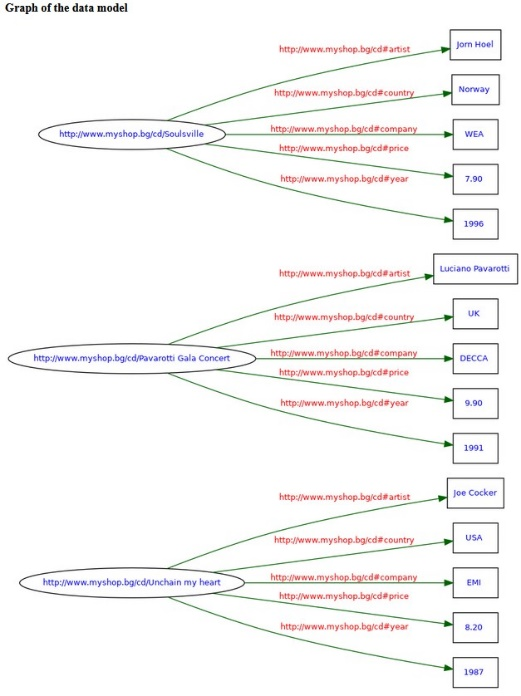 Graph of the data model
http://www.myshop.bg/cd#artist
Jorn Hoel
http://www.myshop.bg/cd#country
Norway
http://www.myshop.bg/cd/Soulsville
http://www.myshop.bg/cd#company
WEA
http://www.myshop.bg/cd#price
7.90
http://www.myshop.bg/cd#year
1996
http://www.myshop.bg/cd#artist
Luciano Pavarotti
http://www.myshop.bg/cd#country
UK
http://www.myshop.bg/cd/Pavarotti Gala Concert
http://www.myshop.bg/cd#company
DECCA
http://www.myshop.bg/cd#price
9.90
http://www.myshop.bg/cd#year
1991
http://www.myshop.bg/cd#artist
Joe Cocker
http://www.myshop.bg/cd#country
USA
http://www.myshop.bg/cd/Unchain my heart
http://www.myshop.bg/cd#company
EMI
http://www.myshop.bg/cd#price
8.20
http://www.myshop.bg/cd#year
1987